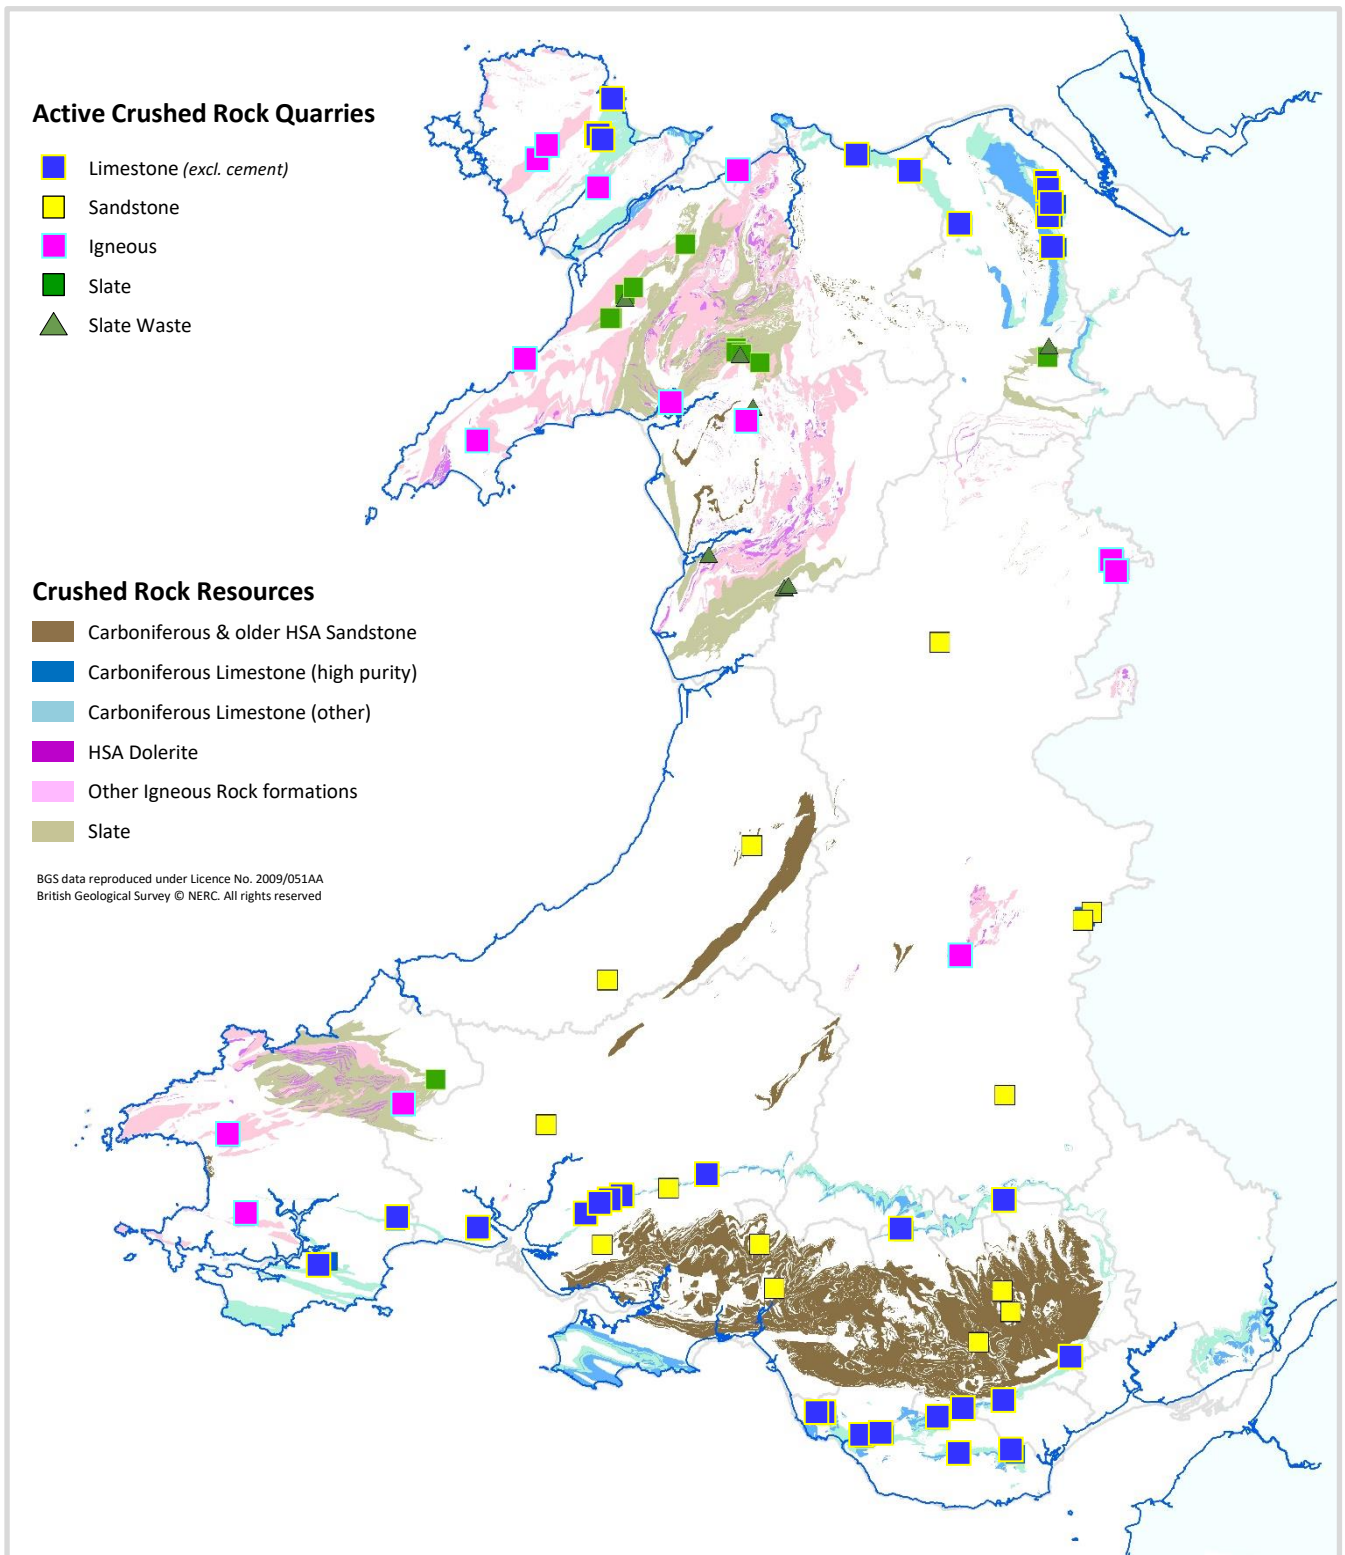 Active Crushed Rock Quarries
Limestone (excl. cement)
Sandstone
Igneous
Slate
Slate Waste
Crushed Rock Resources
Carboniferous & older HSA Sandstone
Carboniferous Limestone (high purity)
Carboniferous Limestone (other)
HSA Dolerite
Other Igneous Rock formations
Slate
BGS data reproduced under Licence No. 2009/051AA
British Geological Survey © NERC. All rights reserved